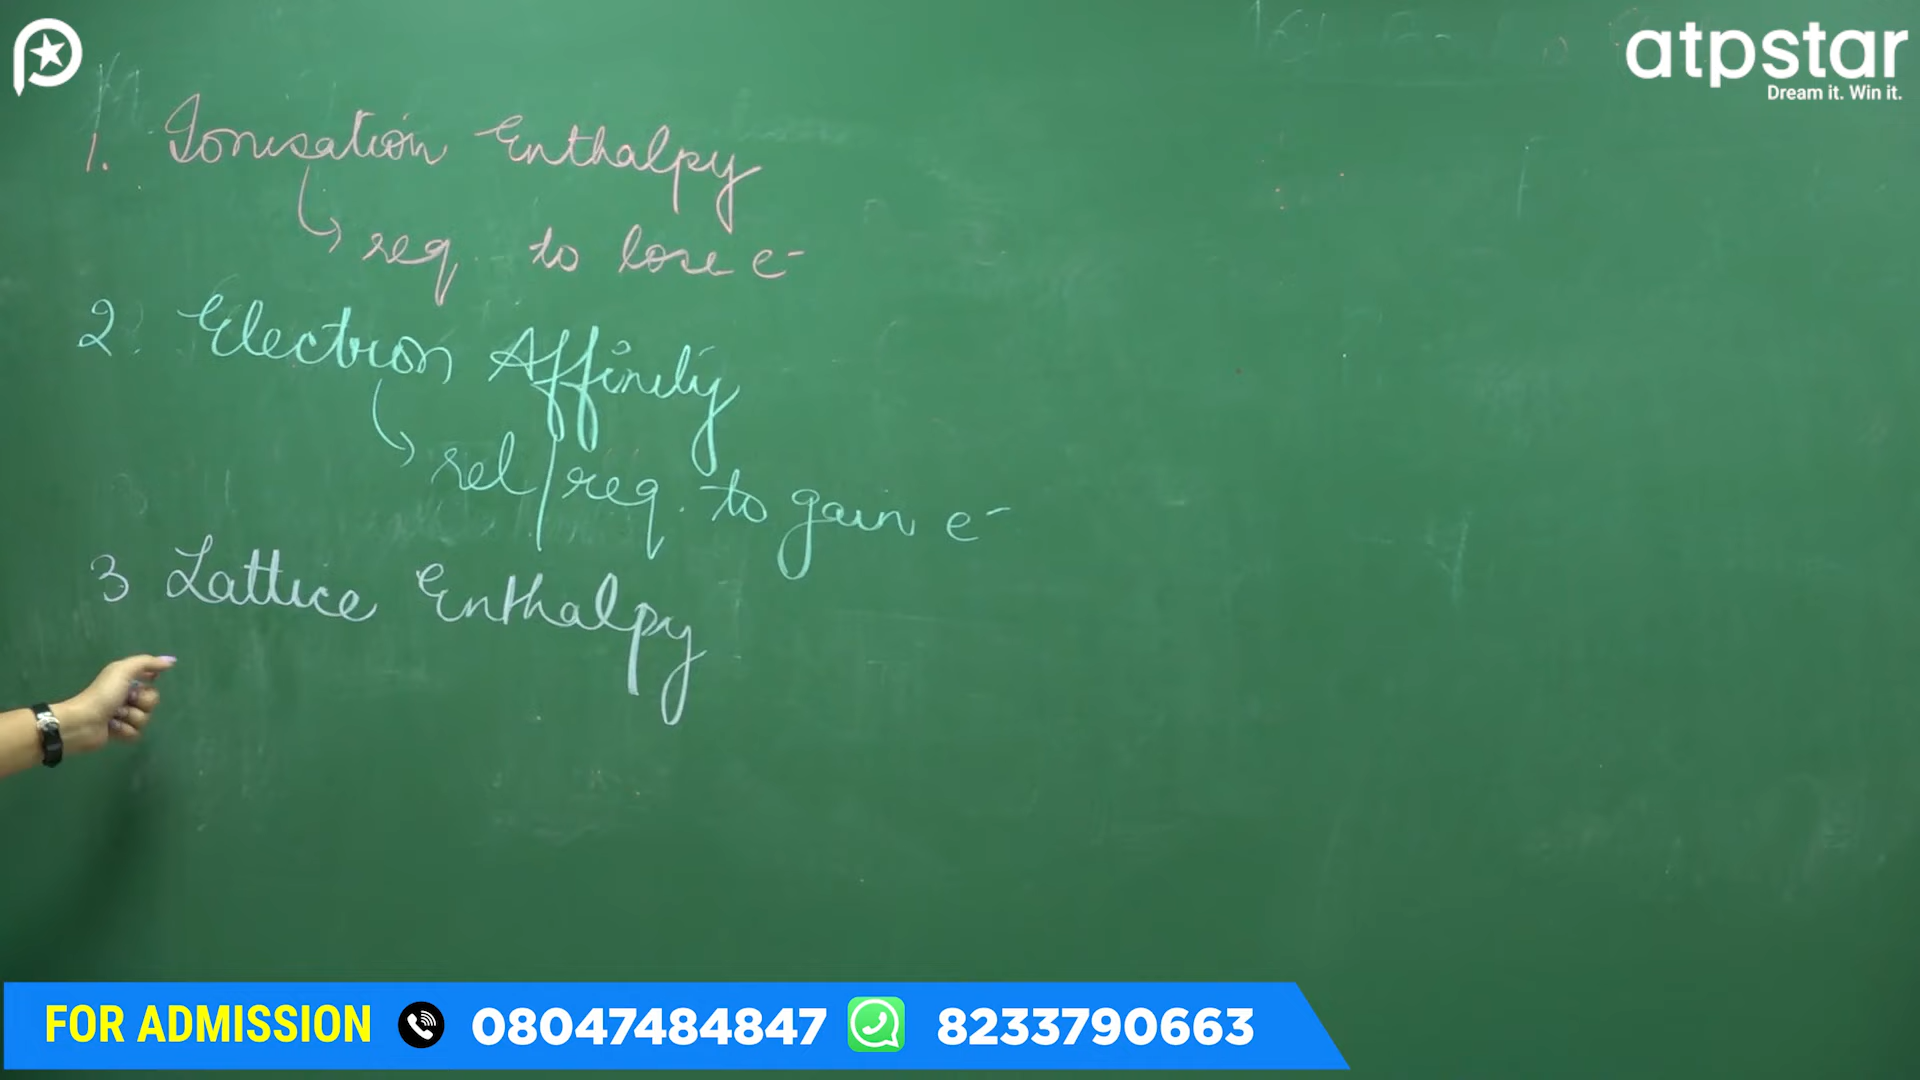 atpstar
Dream it. Win it.
1. Ionisation Enthalpy
req. to lose e⁻
2. Electron Affinity
rel/req. to gain e⁻
3 Lattice Enthalpy
FOR ADMISSION 08047484847 8233790663